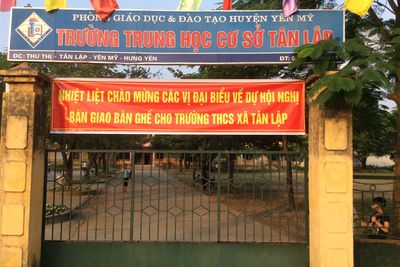 PHÒNG GIÁO DỤC & ĐÀO TẠO HUYỆN YÊN MỸ
TRƯỜNG TRUNG HỌC CƠ SỞ TÂN LẬP
ĐC: THƯ THỊ - TÂN LẬP - YÊN MỸ - HƯNG YÊN
NHIỆT LIỆT CHÀO MỪNG CÁC VỊ ĐẠI BIỂU VỀ DỰ HỘI NGHỊ
BÀN GIAO BÀN GHẾ CHO TRƯỜNG THCS XÃ TÂN LẬP